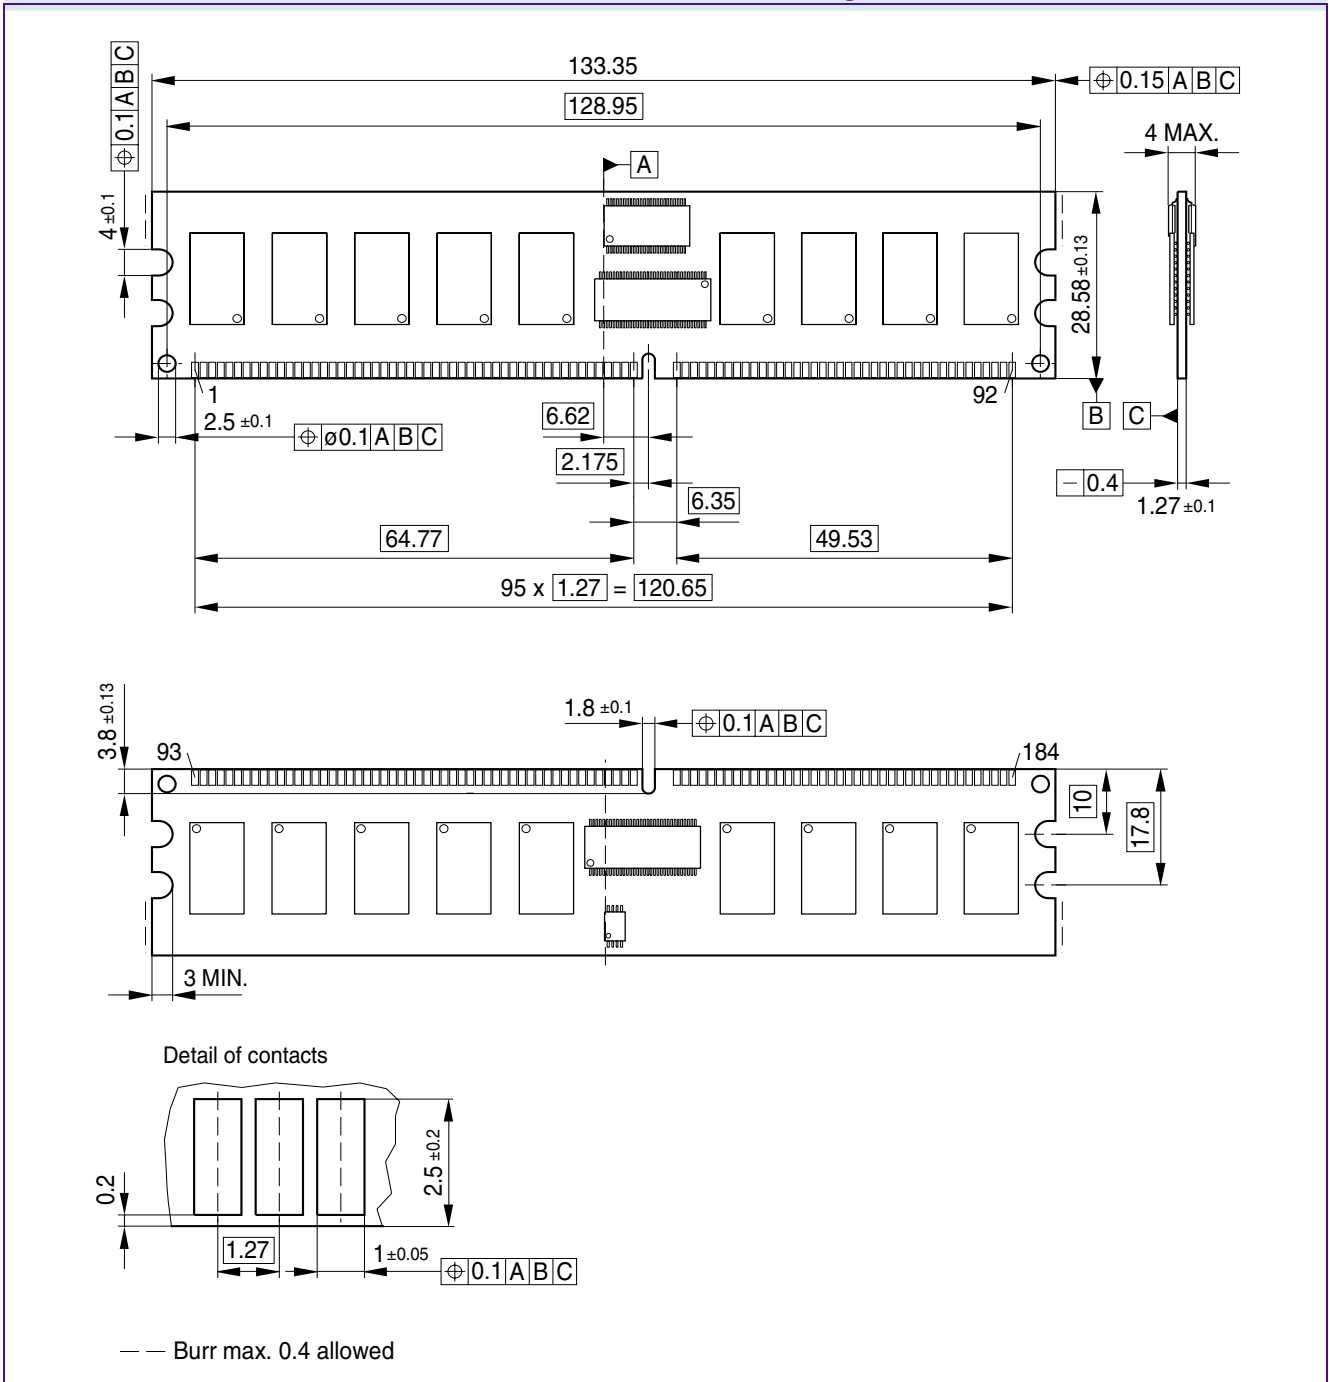 133.35
⌖ 0.15 A B C
128.95
⌖ 0.1 A B C
4 MAX.
A
4 ±0.1
28.58 ±0.13
1
92
2.5 ±0.1
⌖ ø0.1 A B C
6.62
B
C
2.175
— 0.4
6.35
1.27 ±0.1
64.77
49.53
95 x 1.27 = 120.65
3.8 ±0.13
1.8 ±0.1
⌖ 0.1 A B C
93
184
10
17.8
3 MIN.
Detail of contacts
0.2
2.5 ±0.2
1.27
1 ±0.05
⌖ 0.1 A B C
Burr max. 0.4 allowed